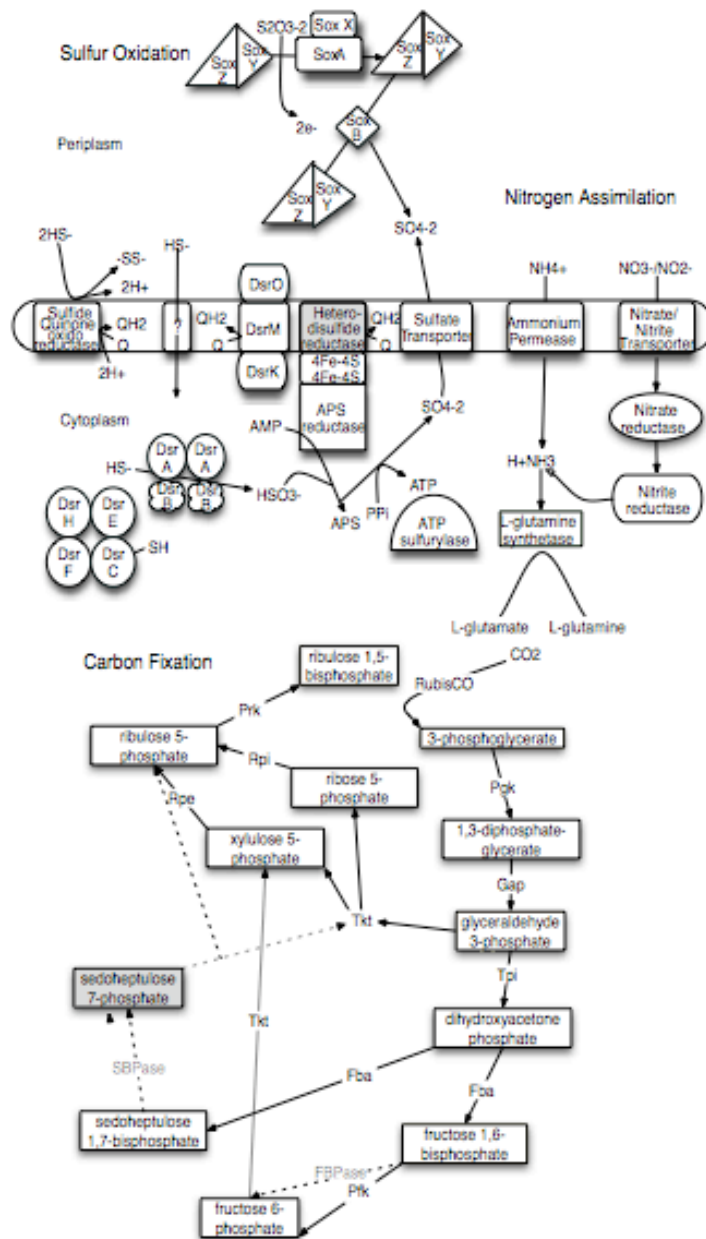 Sulfur Oxidation
S2O3-2
Sox X
SoxA
Sox
Z
Sox
Y
Sox
Z
Sox
Y
2e-
Sox
B
Periplasm
Sox
Z
Sox
Y
SO4-2
Nitrogen Assimilation
2HS-
-SS-
2H+
HS-
NH4+
NO3-/NO2-
Sulfide
Quinone
oxido
reductase
QH2
Q
2H+
?
DsrO
DsrM
DsrK
QH2
Q
Hetero-
disulfide
reductase
QH2
Q
4Fe-4S
4Fe-4S
APS
reductase
Sulfate
Transporter
Ammonium
Permease
Nitrate/
Nitrite
Transporter
Cytoplasm
AMP
SO4-2
Nitrate
reductase
HS-
Dsr
A
Dsr
A
Dsr
B
Dsr
B
HSO3-
APS
PPi
ATP
ATP
sulfurylase
H+NH3
Nitrite
reductase
Dsr
H
Dsr
E
Dsr
F
Dsr
C
SH
L-glutamine
synthetase
L-glutamate
L-glutamine
Carbon Fixation
CO2
RubisCO
ribulose 1,5-
bisphosphate
Prk
ribulose 5-
phosphate
Rpi
ribose 5-
phosphate
Rpe
xylulose 5-
phosphate
3-phosphoglycerate
Pgk
1,3-diphosphate-
glycerate
Gap
Tkt
glyceraldehyde
3-phosphate
Tpi
sedoheptulose
7-phosphate
Tkt
dihydroxyacetone
phosphate
SBPase
Fba
Fba
sedoheptulose
1,7-bisphosphate
fructose 1,6-
bisphosphate
FBPase
Pfk
fructose 6-
phosphate